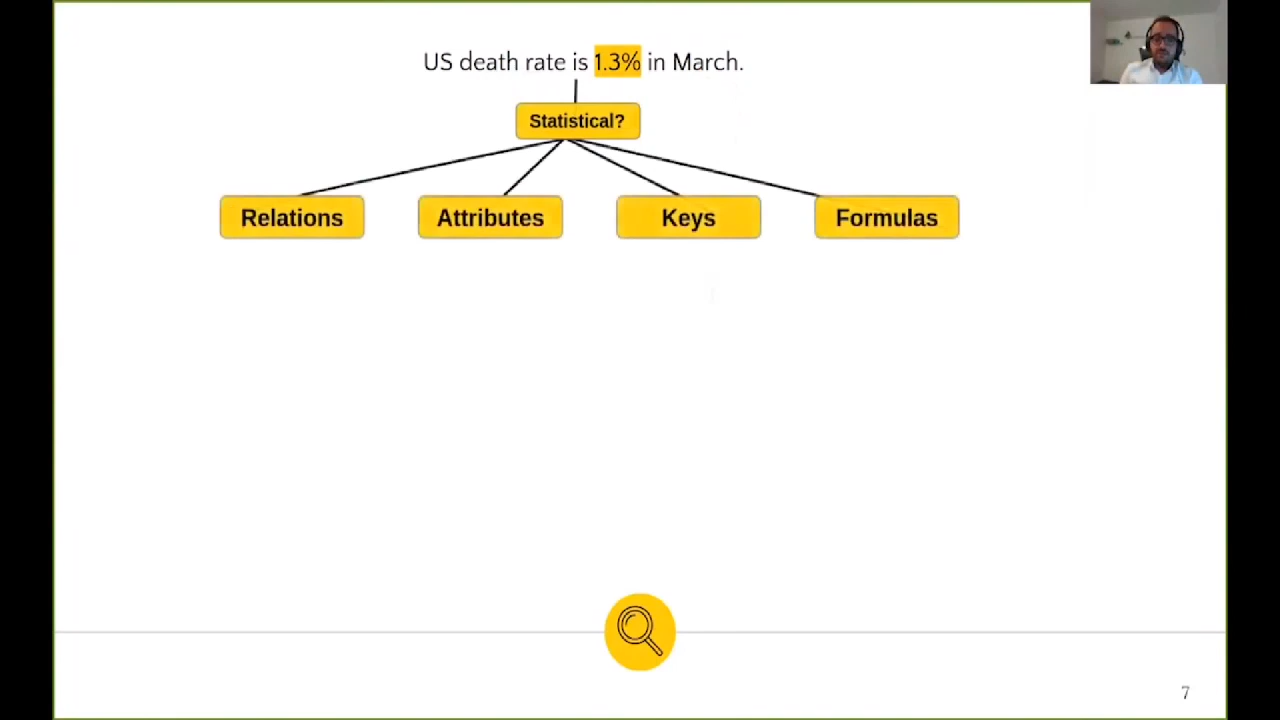 US death rate is 1.3% in March.
Statistical?
Relations
Attributes
Keys
Formulas
7